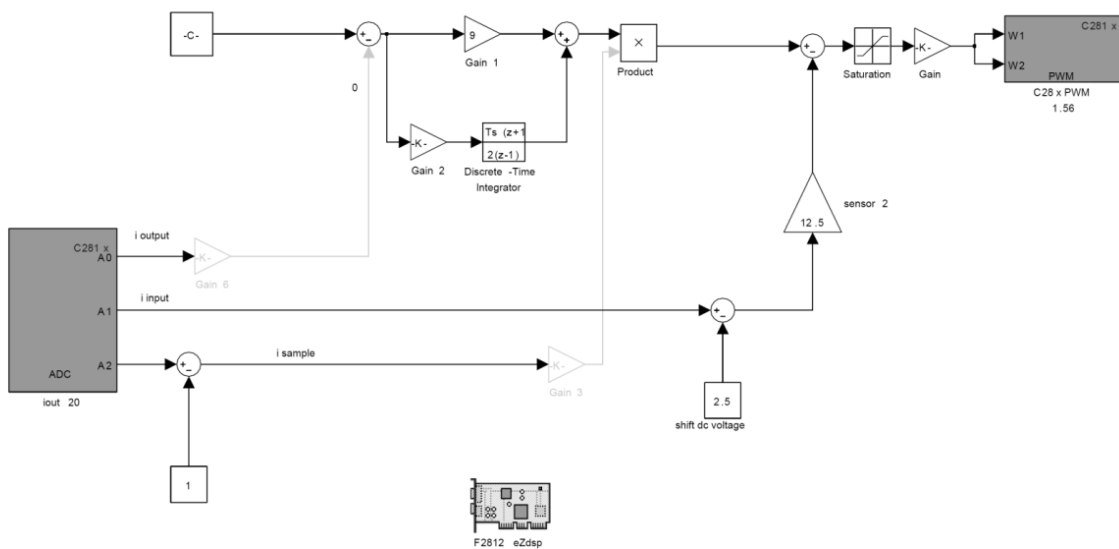 -C-
+
-
9
Gain 1
+
+
×
Product
+
-
Saturation
-K-
Gain
C281 x
W1
W2
PWM
C28 x PWM
1.56
0
-K-
Gain 2
Ts (z+1
2(z-1)
Discrete -Time
Integrator
12 .5
sensor 2
C281 x
A0
A1
A2
ADC
iout 20
i output
-K-
Gain 6
i input
+
-
+
-
i sample
-K-
Gain 3
2 .5
shift dc voltage
1
F2812 eZdsp